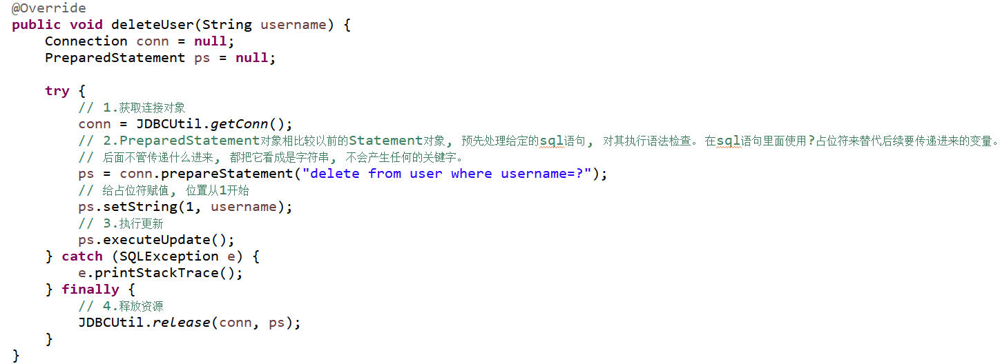 @Override
public void deleteUser(String username) {
    Connection conn = null;
    PreparedStatement ps = null;

    try {
        // 1.获取连接对象
        conn = JDBCUtil.getConn();
        // 2.PreparedStatement对象相比较以前的Statement对象, 预先处理给定的sql语句, 对其执行语法检查。在sql语句里面使用?占位符来替代后续要传递进来的变量。
        // 后面不管传递什么进来, 都把它看成是字符串, 不会产生任何的关键字。
        ps = conn.prepareStatement("delete from user where username=?");
        // 给占位符赋值, 位置从1开始
        ps.setString(1, username);
        // 3.执行更新
        ps.executeUpdate();
    } catch (SQLException e) {
        e.printStackTrace();
    } finally {
        // 4.释放资源
        JDBCUtil.release(conn, ps);
    }
}